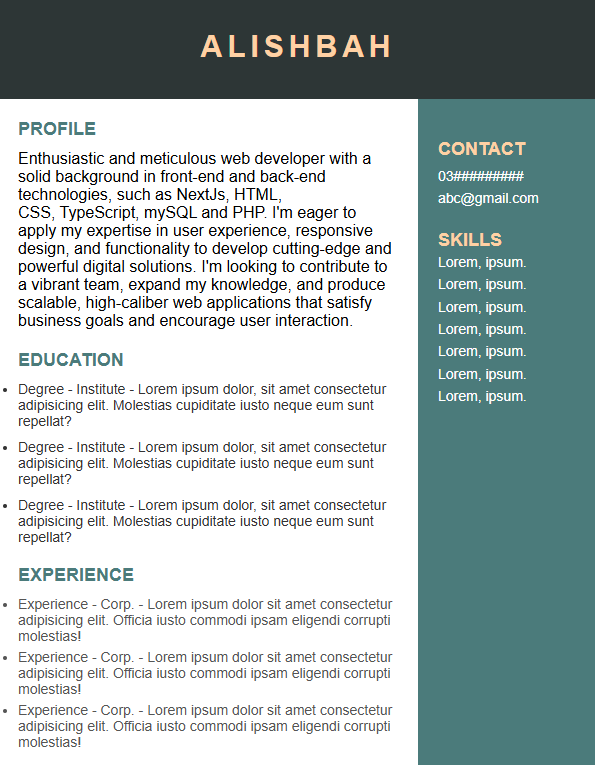 ALISHBAH
PROFILE
Enthusiastic and meticulous web developer with a
solid background in front-end and back-end
technologies, such as NextJs, HTML,
CSS, TypeScript, mySQL and PHP. I'm eager to
apply my expertise in user experience, responsive
design, and functionality to develop cutting-edge and
powerful digital solutions. I'm looking to contribute to
a vibrant team, expand my knowledge, and produce
scalable, high-caliber web applications that satisfy
business goals and encourage user interaction.
EDUCATION
• Degree - Institute - Lorem ipsum dolor, sit amet consectetur
adipisicing elit. Molestias cupiditate iusto neque eum sunt
repellat?
• Degree - Institute - Lorem ipsum dolor, sit amet consectetur
adipisicing elit. Molestias cupiditate iusto neque eum sunt
repellat?
• Degree - Institute - Lorem ipsum dolor, sit amet consectetur
adipisicing elit. Molestias cupiditate iusto neque eum sunt
repellat?
EXPERIENCE
• Experience - Corp. - Lorem ipsum dolor sit amet consectetur
adipisicing elit. Officia iusto commodi ipsam eligendi corrupti
molestias!
• Experience - Corp. - Lorem ipsum dolor sit amet consectetur
adipisicing elit. Officia iusto commodi ipsam eligendi corrupti
molestias!
• Experience - Corp. - Lorem ipsum dolor sit amet consectetur
adipisicing elit. Officia iusto commodi ipsam eligendi corrupti
molestias!
CONTACT
03#########
abc@gmail.com
SKILLS
Lorem, ipsum.
Lorem, ipsum.
Lorem, ipsum.
Lorem, ipsum.
Lorem, ipsum.
Lorem, ipsum.
Lorem, ipsum.